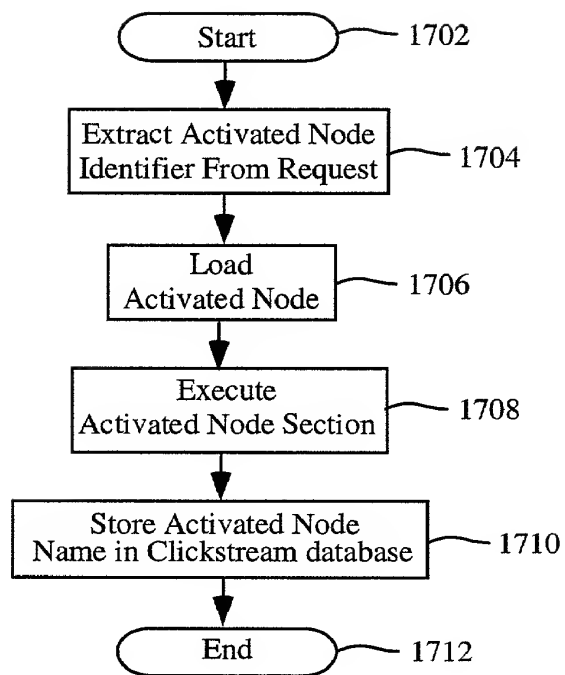 Start
1702
Extract Activated Node
Identifier From Request
1704
Load
Activated Node
1706
Execute
Activated Node Section
1708
Store Activated Node
Name in Clickstream database
1710
End
1712